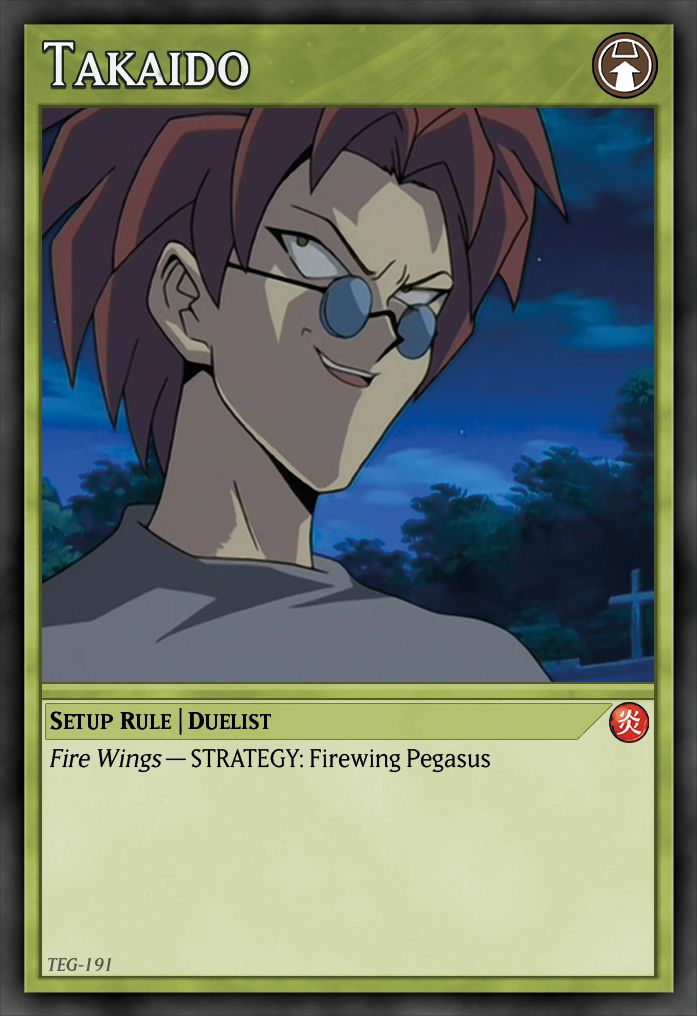 Takaido
Setup Rule | Duelist
炎
Fire Wings — STRATEGY: Firewing Pegasus
TEG-191